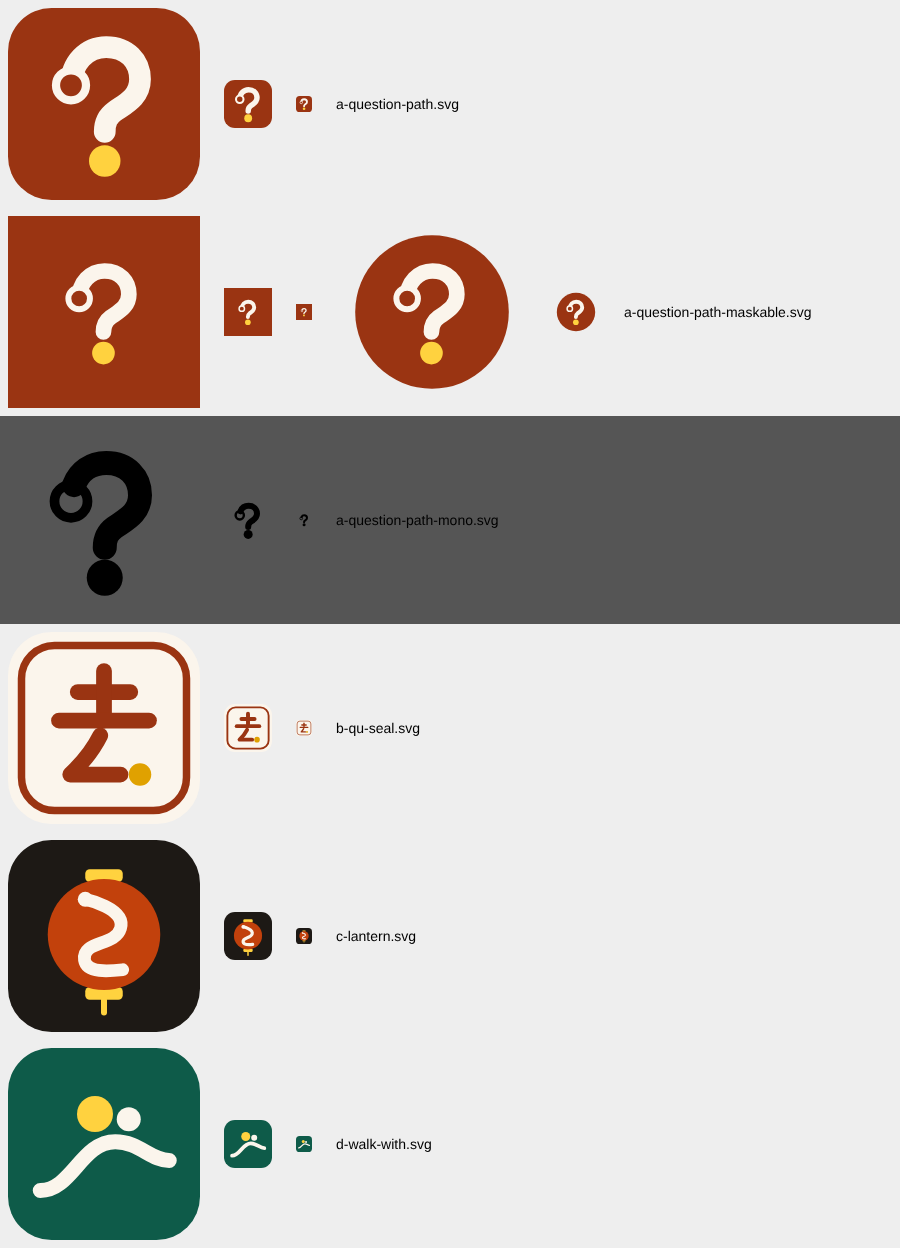 ?
a-question-path.svg
?
a-question-path-maskable.svg
?
a-question-path-mono.svg
去
b-qu-seal.svg
c-lantern.svg
d-walk-with.svg